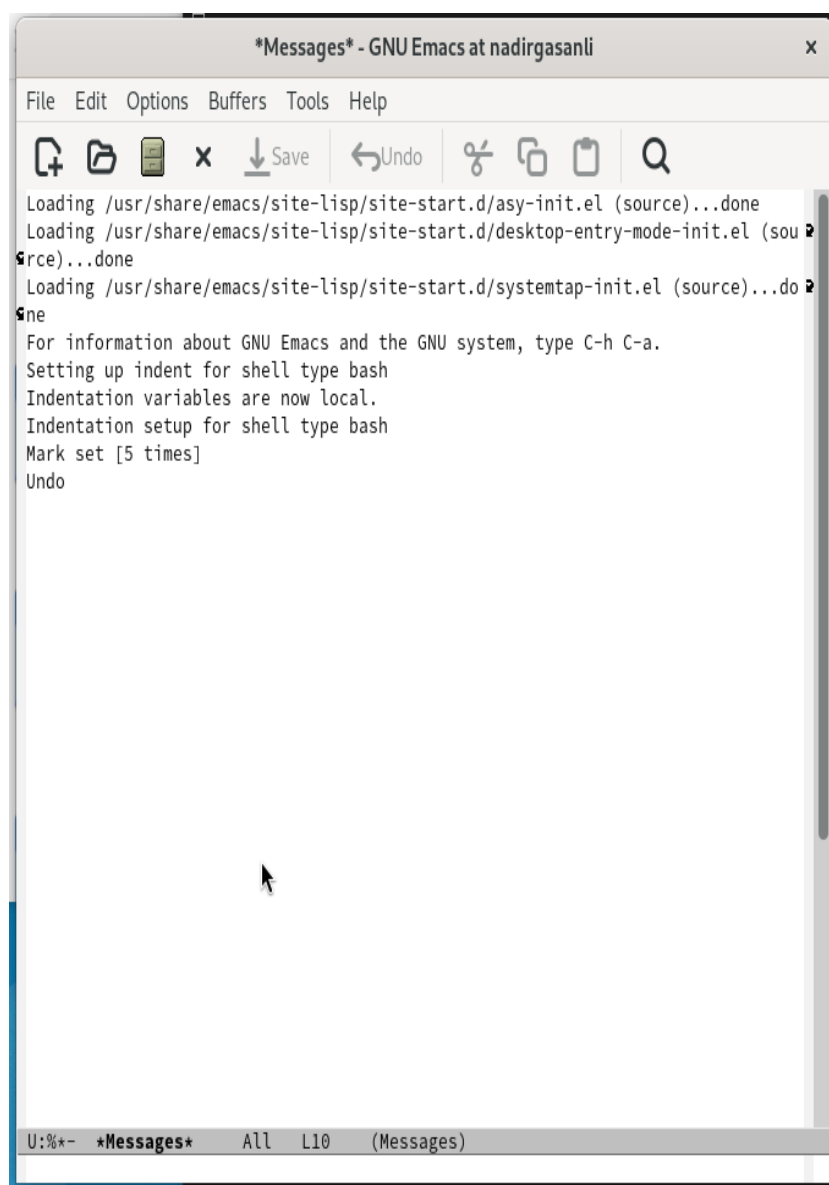 *Messages* - GNU Emacs at nadirgasanli
File Edit Options Buffers Tools Help
Save Undo
Loading /usr/share/emacs/site-lisp/site-start.d/asy-init.el (source)...done
Loading /usr/share/emacs/site-lisp/site-start.d/desktop-entry-mode-init.el (sou
rce)...done
Loading /usr/share/emacs/site-lisp/site-start.d/systemtap-init.el (source)...do
ne
For information about GNU Emacs and the GNU system, type C-h C-a.
Setting up indent for shell type bash
Indentation variables are now local.
Indentation setup for shell type bash
Mark set [5 times]
Undo
U:%*- *Messages* All L10 (Messages)